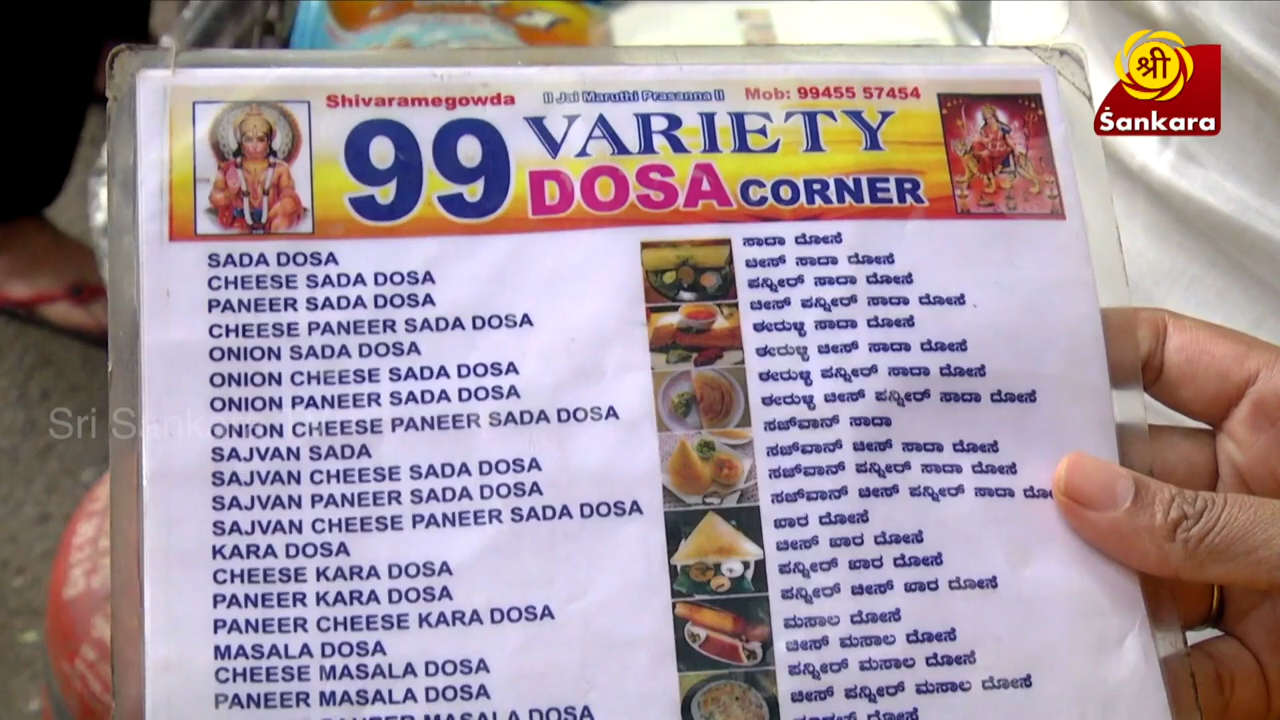 श्री
Sankara
Shivaramegowda
॥ Jai Maruthi Prasanna ॥
Mob: 99455 57454
99 VARIETY
DOSA CORNER
SADA DOSA
CHEESE SADA DOSA
PANEER SADA DOSA
CHEESE PANEER SADA DOSA
ONION SADA DOSA
ONION CHEESE SADA DOSA
ONION PANEER SADA DOSA
ONION CHEESE PANEER SADA DOSA
SAJVAN SADA
SAJVAN CHEESE SADA DOSA
SAJVAN PANEER SADA DOSA
SAJVAN CHEESE PANEER SADA DOSA
KARA DOSA
CHEESE KARA DOSA
PANEER KARA DOSA
PANEER CHEESE KARA DOSA
MASALA DOSA
CHEESE MASALA DOSA
PANEER MASALA DOSA
PANEER MASALA DOSA
ಸಾದಾ ದೋಸೆ
ಚೀಸ್ ಸಾದಾ ದೋಸೆ
ಪನ್ನೀರ್ ಸಾದಾ ದೋಸೆ
ಚೀಸ್ ಪನ್ನೀರ್ ಸಾದಾ ದೋಸೆ
ಈರುಳ್ಳಿ ಸಾದಾ ದೋಸೆ
ಈರುಳ್ಳಿ ಚೀಸ್ ಸಾದಾ ದೋಸೆ
ಈರುಳ್ಳಿ ಪನ್ನೀರ್ ಸಾದಾ ದೋಸೆ
ಈರುಳ್ಳಿ ಚೀಸ್ ಪನ್ನೀರ್ ಸಾದಾ ದೋಸೆ
ಸಜ್‌ವಾನ್ ಸಾದಾ
ಸಜ್‌ವಾನ್ ಚೀಸ್ ಸಾದಾ ದೋಸೆ
ಸಜ್‌ವಾನ್ ಪನ್ನೀರ್ ಸಾದಾ ದೋಸೆ
ಸಜ್‌ವಾನ್ ಚೀಸ್ ಪನ್ನೀರ್ ಸಾದಾ
ಖಾರ ದೋಸೆ
ಚೀಸ್ ಖಾರ ದೋಸೆ
ಪನ್ನೀರ್ ಖಾರ ದೋಸೆ
ಪನ್ನೀರ್ ಚೀಸ್ ಖಾರ ದೋಸೆ
ಮಸಾಲ ದೋಸೆ
ಚೀಸ್ ಮಸಾಲ ದೋಸೆ
ಪನ್ನೀರ್ ಮಸಾಲ ದೋಸೆ
ಚೀಸ್ ಪನ್ನೀರ್ ಮಸಾಲ ದೋಸೆ
ದೋಸೆ